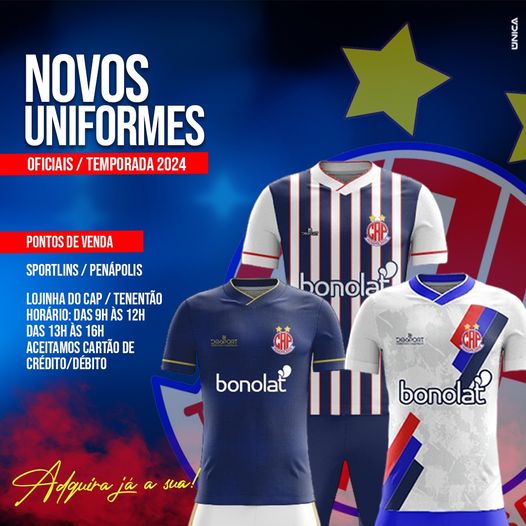 ÚNICA
NOVOS
UNIFORMES
OFICIAIS / TEMPORADA 2024
PONTOS DE VENDA
SPORTLINS / PENÁPOLIS
LOJINHA DO CAP / TENENTÃO
HORÁRIO: DAS 9H ÀS 12H
DAS 13H ÀS 16H
ACEITAMOS CARTÃO DE
CRÉDITO/DÉBITO
Adquira já a sua!
CAP
bonolat
CAP
bonolat
CAP
bonolat